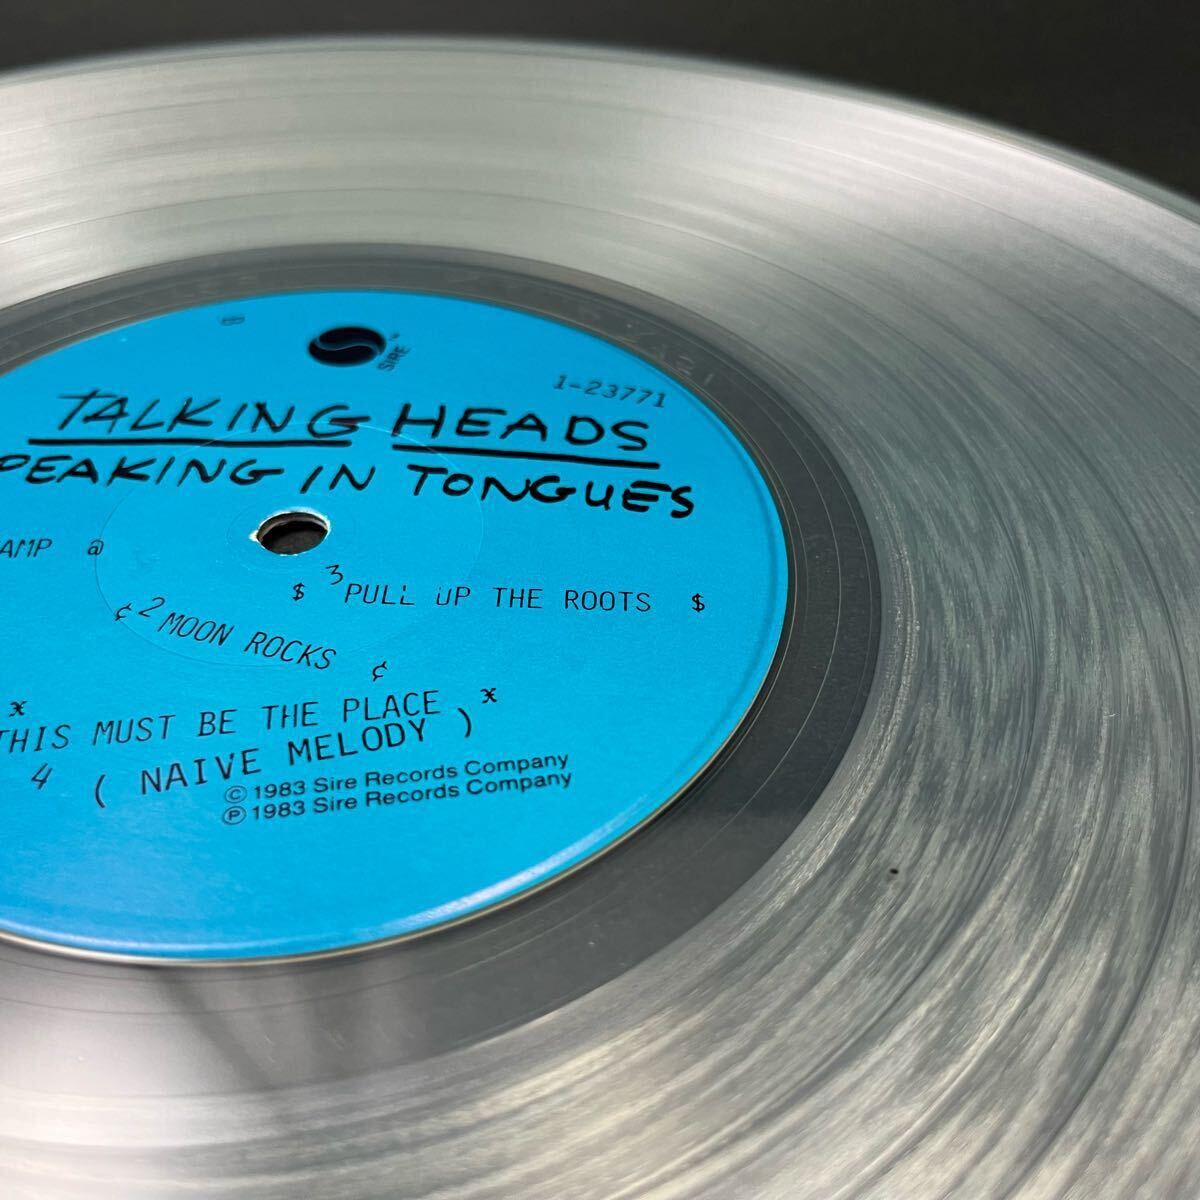 SIRE ™
1-23771
TALKING HEADS
PEAKING IN TONGUES
AMP @
$ 3 PULL UP THE ROOTS $
¢ 2 MOON ROCKS ¢
* THIS MUST BE THE PLACE *
4 ( NAIVE MELODY )
© 1983 Sire Records Company
℗ 1983 Sire Records Company